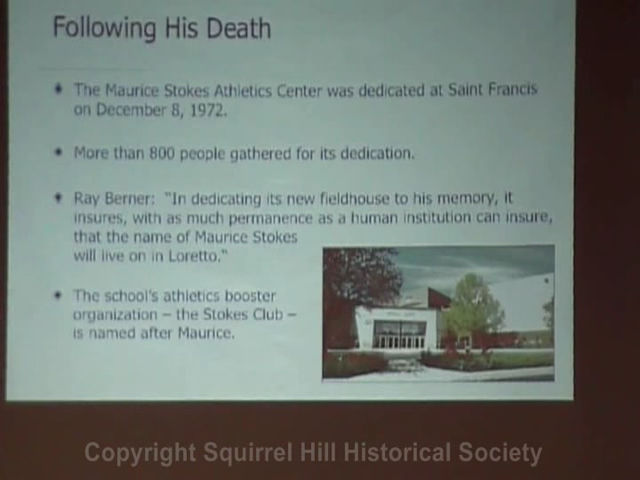 Following His Death
The Maurice Stokes Athletics Center was dedicated at Saint Francis
on December 8, 1972.
More than 800 people gathered for its dedication.
Ray Berner: "In dedicating its new fieldhouse to his memory, it
insures, with as much permanence as a human institution can insure,
that the name of Maurice Stokes
will live on in Loretto."
The school's athletics booster
organization – the Stokes Club –
is named after Maurice.
Copyright Squirrel Hill Historical Society